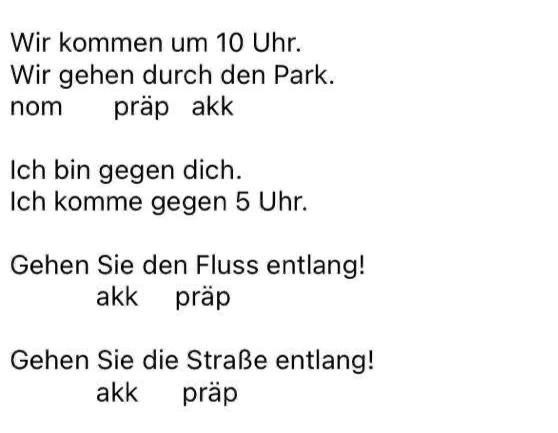 Wir kommen um 10 Uhr.
Wir gehen durch den Park.
nom präp akk
Ich bin gegen dich.
Ich komme gegen 5 Uhr.
Gehen Sie den Fluss entlang!
akk präp
Gehen Sie die Straße entlang!
akk präp